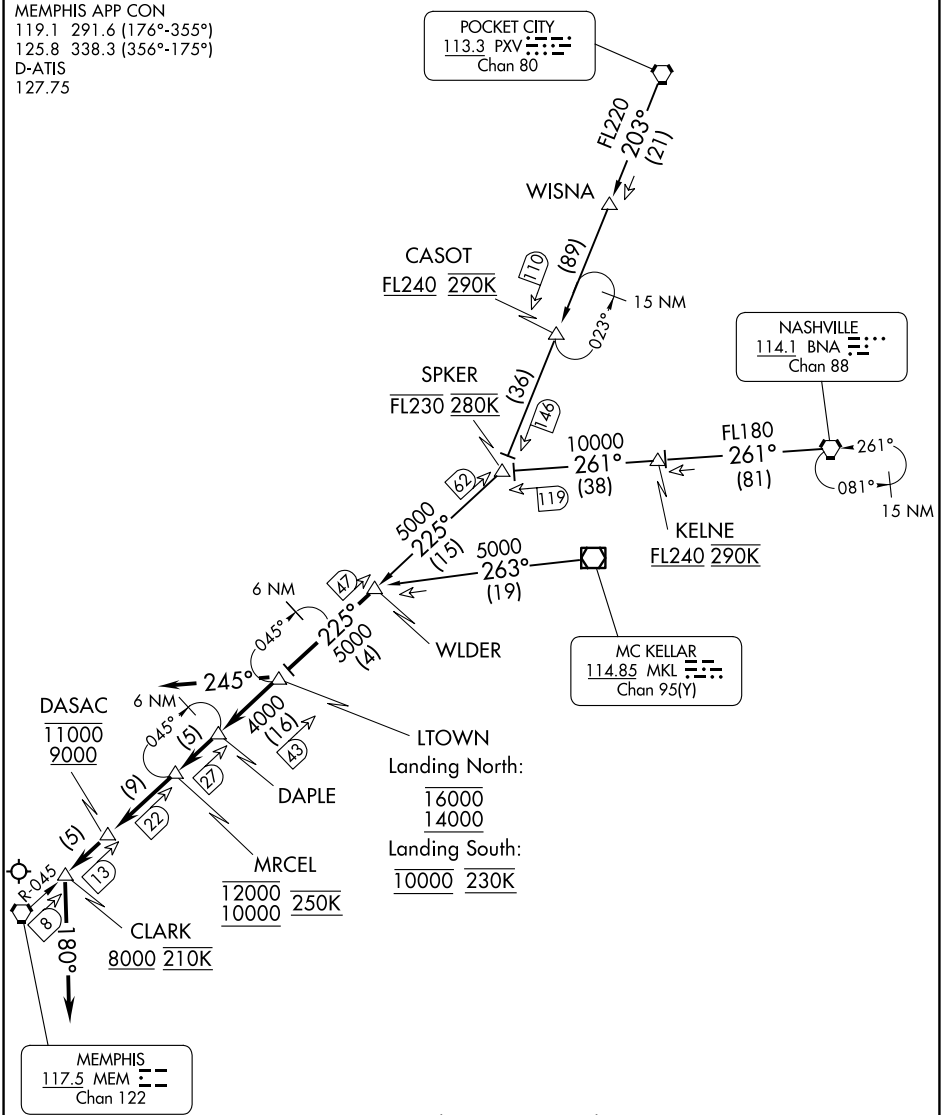 MEMPHIS APP CON
119.1 291.6 (176°-355°)
125.8 338.3 (356°-175°)
D-ATIS
127.75
POCKET CITY
113.3 PXV
Chan 80
FL220
203°
(21)
WISNA
(89)
CASOT
FL240 290K
110
15 NM
023°
NASHVILLE
114.1 BNA
Chan 88
SPKER
FL230 280K
(36)
146
10000
261°
(38)
FL180
261°
(81)
261°
081°
15 NM
62
119
KELNE
FL240 290K
5000
225°
(15)
5000
263°
(19)
47
6 NM
045°
225°
5000
(4)
WLDER
MC KELLAR
114.85 MKL
Chan 95(Y)
245°
DASAC
11000
9000
6 NM
045°
(5)
4000
(16)
43
LTOWN
Landing North:
16000
14000
Landing South:
10000 230K
27
DAPLE
(9)
22
MRCEL
12000
10000
250K
(5)
13
R-045
8
CLARK
8000 210K
180°
MEMPHIS
117.5 MEM
Chan 122